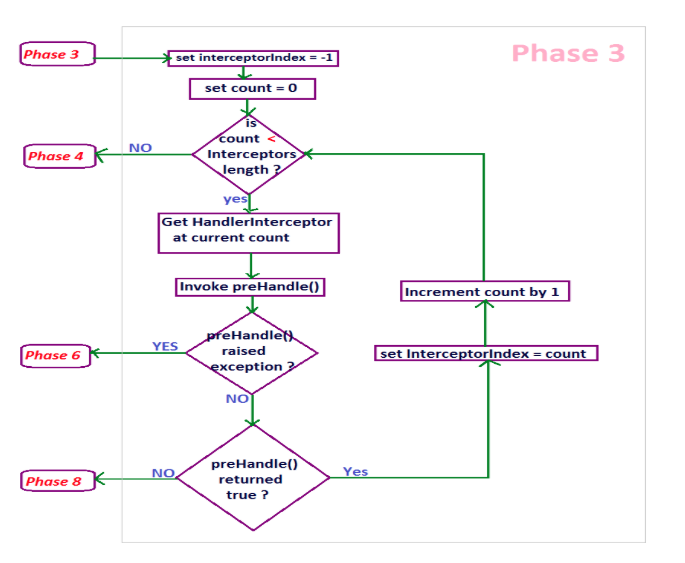 Phase 3
Phase 3
set interceptorIndex = -1
set count = 0
is
count <
Interceptors
length ?
NO
Phase 4
yes
Get HandlerInterceptor
at current count
Invoke preHandle()
Increment count by 1
preHandle()
raised
exception ?
YES
Phase 6
set InterceptorIndex = count
NO
preHandle()
returned
true ?
NO
Phase 8
Yes